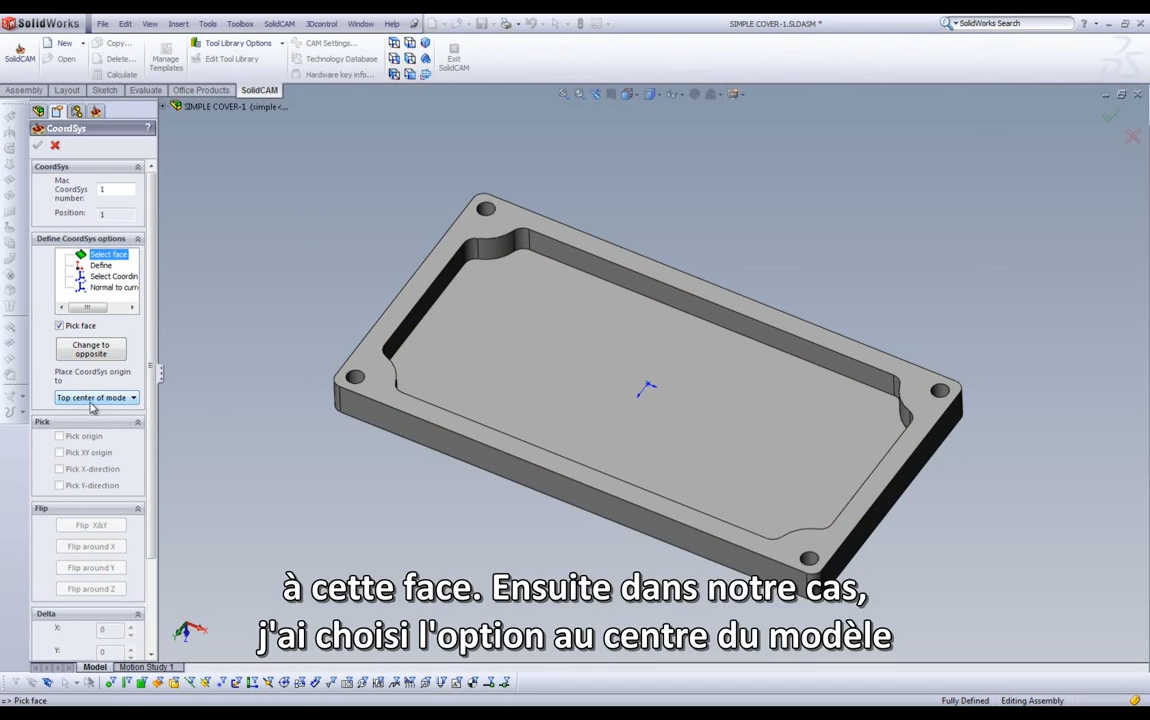 SolidWorks File Edit View Insert Tools Toolbox SolidCAM 3Dcontrol Window Help SIMPLE COVER-1.SLDASM * SolidWorks Search
SolidCAM New Open Copy... Delete... Calculate Manage Templates Tool Library Options Edit Tool Library CAM Settings... Technology Database Hardware key info... Exit SolidCAM
Assembly Layout Sketch Evaluate Office Products SolidCAM
SIMPLE COVER-1 (simple<...
CoordSys ?
CoordSys
Mac
CoordSys
number:
1
Position: 1
Define CoordSys options
Select face
Define
Select Coordin
Normal to curr
Pick face
Change to
opposite
Place CoordSys origin
to
Top center of mode
Pick
Pick origin
Pick XY origin
Pick X-direction
Pick Y-direction
Flip
Flip X&Y
Flip around X
Flip around Y
Flip around Z
Delta
X: 0
Y: 0
à cette face. Ensuite dans notre cas,
j'ai choisi l'option au centre du modèle
Model Motion Study 1
=> Pick face Fully Defined Editing Assembly